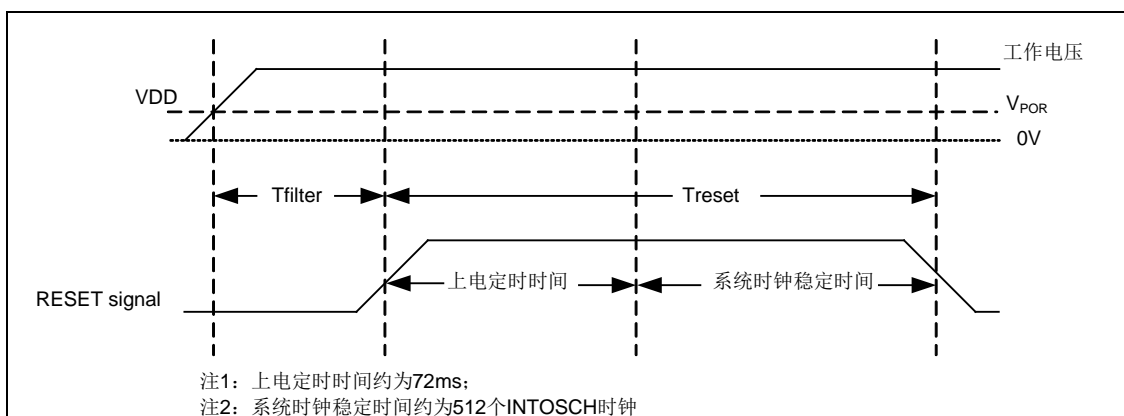 工作电压
VDD
VPOR
0V
Tfilter
Treset
上电定时时间
系统时钟稳定时间
RESET signal
注1：上电定时时间约为72ms；
注2：系统时钟稳定时间约为512个INTOSCH时钟